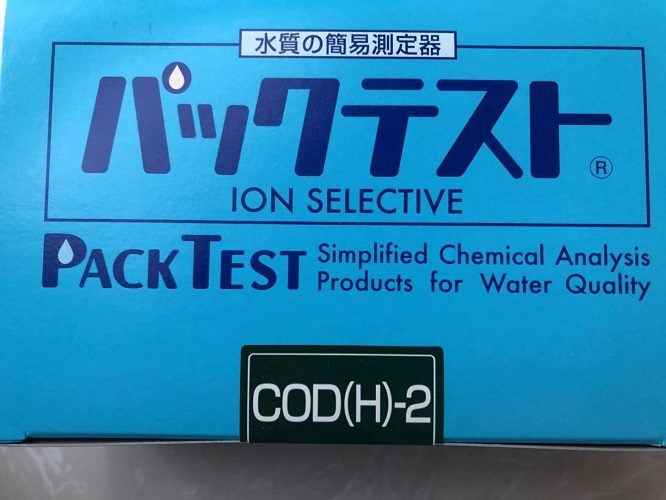 水質の簡易測定器
パックテスト®
ION SELECTIVE
PACKTEST
Simplified Chemical Analysis
Products for Water Quality
COD(H)-2